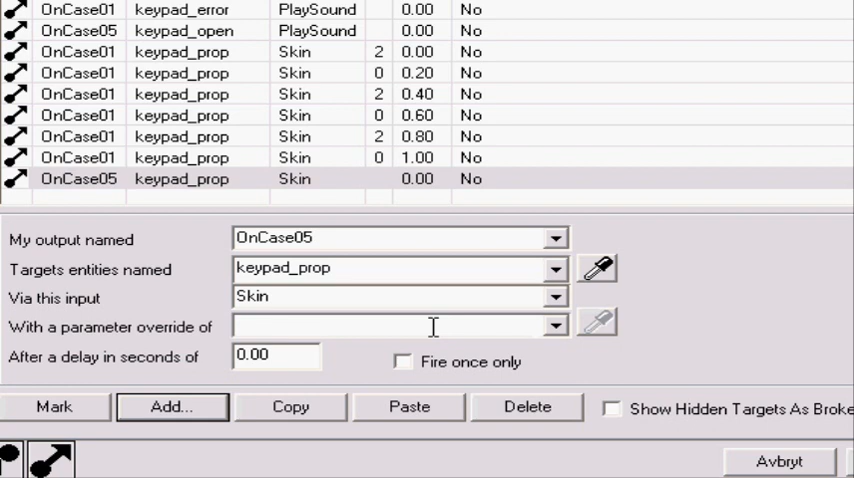 OnCase01 keypad_error PlaySound 0.00 No
OnCase05 keypad_open PlaySound 0.00 No
OnCase01 keypad_prop Skin 2 0.00 No
OnCase01 keypad_prop Skin 0 0.20 No
OnCase01 keypad_prop Skin 2 0.40 No
OnCase01 keypad_prop Skin 0 0.60 No
OnCase01 keypad_prop Skin 2 0.80 No
OnCase01 keypad_prop Skin 0 1.00 No
OnCase05 keypad_prop Skin 0.00 No
My output named OnCase05
Targets entities named keypad_prop
Via this input Skin
With a parameter override of
After a delay in seconds of 0.00 Fire once only
Mark Add... Copy Paste Delete Show Hidden Targets As Broke
Avbryt